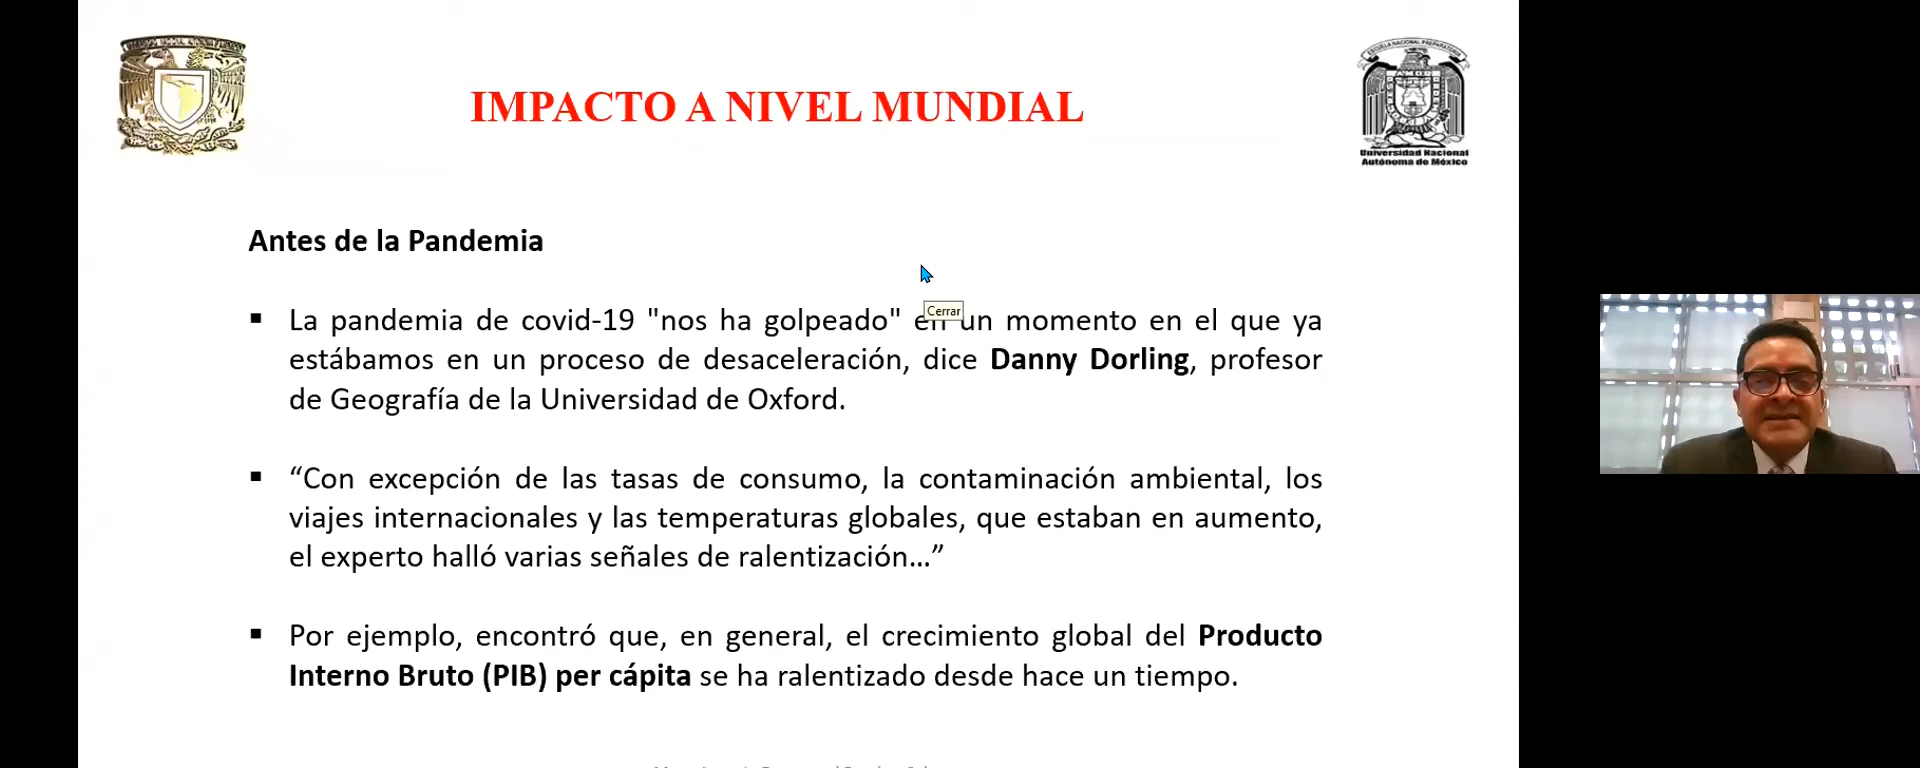 IMPACTO A NIVEL MUNDIAL
ESCUELA NACIONAL PREPARATORIA
Universidad Nacional
Autónoma de México
Antes de la Pandemia
Cerrar
▪ La pandemia de covid-19 "nos ha golpeado" en un momento en el que ya
estábamos en un proceso de desaceleración, dice Danny Dorling, profesor
de Geografía de la Universidad de Oxford.
▪ “Con excepción de las tasas de consumo, la contaminación ambiental, los
viajes internacionales y las temperaturas globales, que estaban en aumento,
el experto halló varias señales de ralentización...”
▪ Por ejemplo, encontró que, en general, el crecimiento global del Producto
Interno Bruto (PIB) per cápita se ha ralentizado desde hace un tiempo.